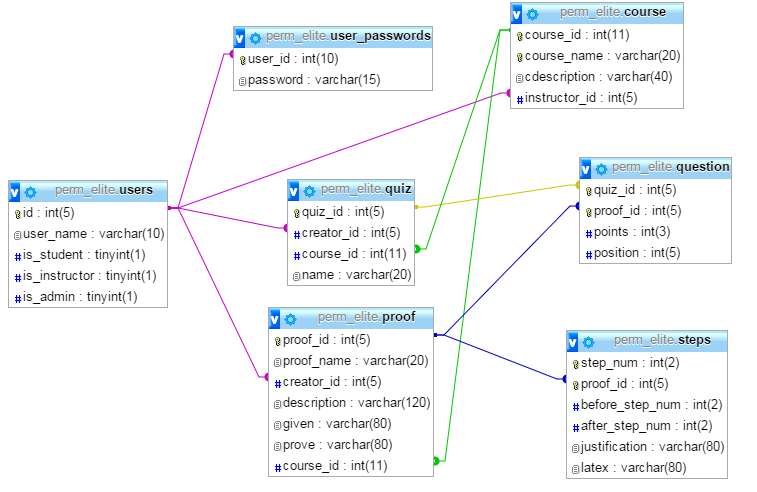 perm_elite.course
course_id : int(11)
course_name : varchar(20)
cdescription : varchar(40)
instructor_id : int(5)
perm_elite.user_passwords
user_id : int(10)
password : varchar(15)
perm_elite.users
id : int(5)
user_name : varchar(10)
is_student : tinyint(1)
is_instructor : tinyint(1)
is_admin : tinyint(1)
perm_elite.quiz
quiz_id : int(5)
creator_id : int(5)
course_id : int(11)
name : varchar(20)
perm_elite.question
quiz_id : int(5)
proof_id : int(5)
points : int(3)
position : int(5)
perm_elite.proof
proof_id : int(5)
proof_name : varchar(20)
creator_id : int(5)
description : varchar(120)
given : varchar(80)
prove : varchar(80)
course_id : int(11)
perm_elite.steps
step_num : int(2)
proof_id : int(5)
before_step_num : int(2)
after_step_num : int(2)
justification : varchar(80)
latex : varchar(80)